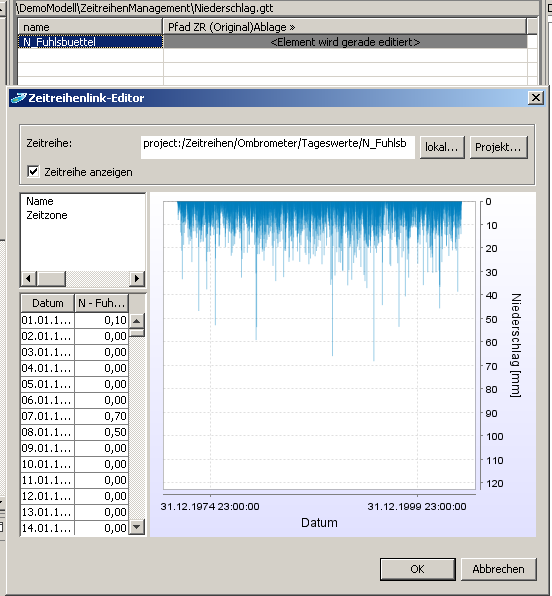 \DemoModell\ZeitreihenManagement\Niederschlag.gtt
name Pfad ZR (Original)Ablage »
N_Fuhlsbuettel <Element wird gerade editiert>
Zeitreihenlink-Editor
Zeitreihe: project:/Zeitreihen/Ombrometer/Tageswerte/N_Fuhlsb lokal... Projekt...
Zeitreihe anzeigen
Name
Zeitzone
Datum N - Fuh...
01.01.1... 0,10
02.01.1... 0,00
03.01.1... 0,00
04.01.1... 0,00
05.01.1... 0,00
06.01.1... 0,00
07.01.1... 0,70
08.01.1... 0,50
09.01.1... 0,00
10.01.1... 0,00
11.01.1... 0,00
12.01.1... 0,00
13.01.1... 0,00
14.01.1... 0,00
0
10
20
30
40
50
60
70
80
90
100
110
120
Niederschlag [mm]
31.12.1974 23:00:00 31.12.1999 23:00:00
Datum
OK Abbrechen